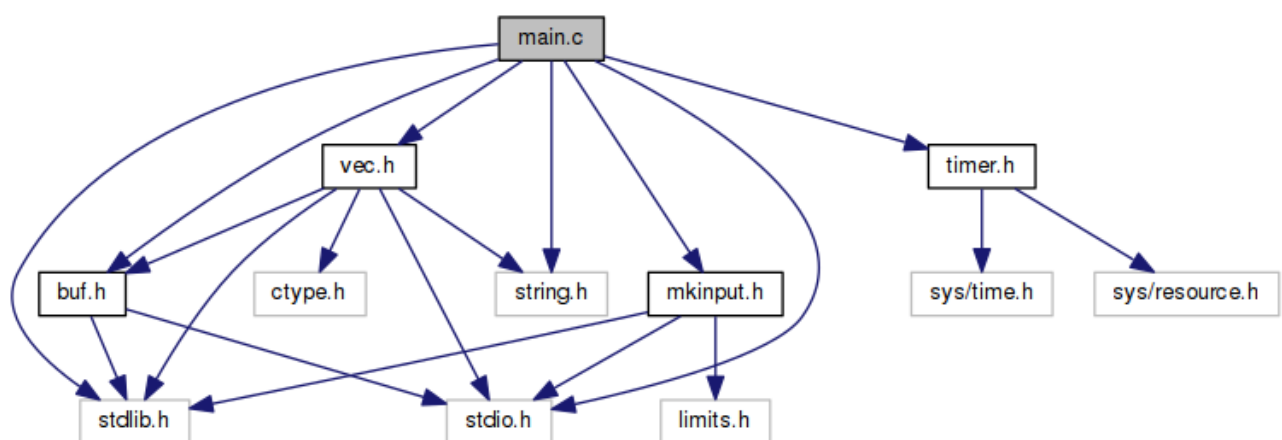 main.c
vec.h
timer.h
buf.h
ctype.h
string.h
mkinput.h
sys/time.h
sys/resource.h
stdlib.h
stdio.h
limits.h